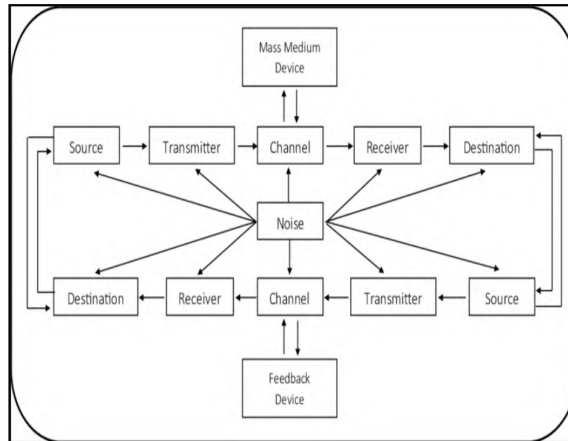 Mass Medium
Device
Source
Transmitter
Channel
Receiver
Destination
Noise
Destination
Receiver
Channel
Transmitter
Source
Feedback
Device